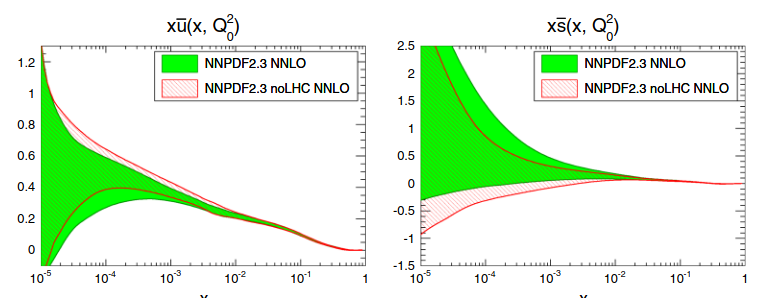 xū(x, Q₀²)
NNPDF2.3 NNLO
NNPDF2.3 noLHC NNLO
1.2
1
0.8
0.6
0.4
0.2
0
10⁻⁵ 10⁻⁴ 10⁻³ 10⁻² 10⁻¹ 1
xs̄(x, Q₀²)
NNPDF2.3 NNLO
NNPDF2.3 noLHC NNLO
2.5
2
1.5
1
0.5
0
-0.5
-1
-1.5
10⁻⁵ 10⁻⁴ 10⁻³ 10⁻² 10⁻¹ 1